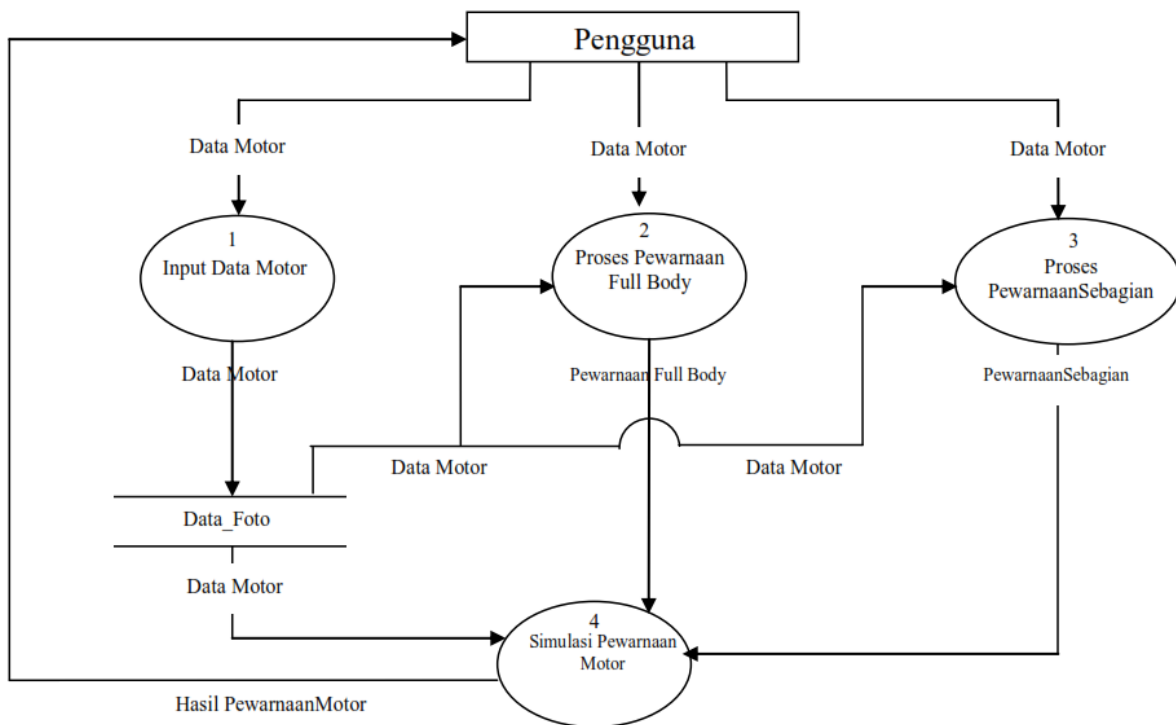 Pengguna
Data Motor
Data Motor
Data Motor
1
Input Data Motor
2
Proses Pewarnaan
Full Body
3
Proses
PewarnaanSebagian
Data Motor
Pewarnaan Full Body
PewarnaanSebagian
Data Motor
Data Motor
Data_Foto
Data Motor
4
Simulasi Pewarnaan
Motor
Hasil PewarnaanMotor